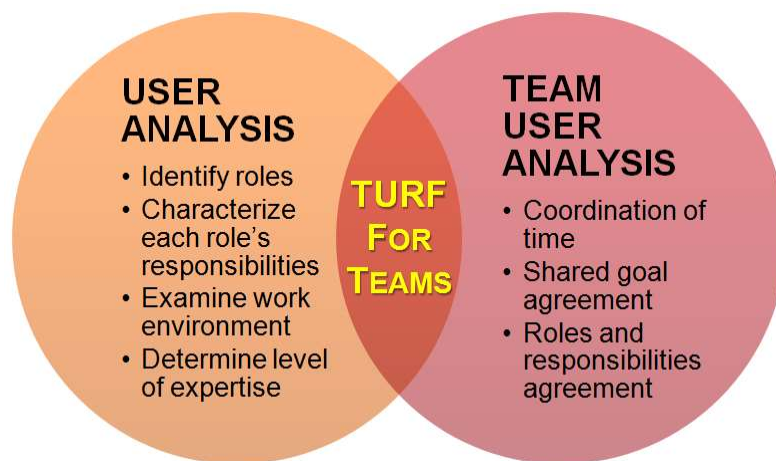 USER
ANALYSIS
• Identify roles
• Characterize
each role's
responsibilities
• Examine work
environment
• Determine level
of expertise
TURF
FOR
TEAMS
TEAM
USER
ANALYSIS
• Coordination of
time
• Shared goal
agreement
• Roles and
responsibilities
agreement